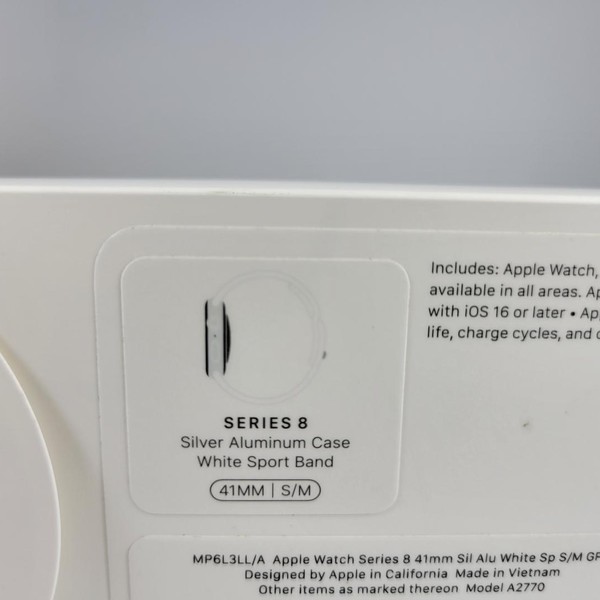 Includes: Apple Watch,
available in all areas.
with iOS 16 or later •
life, charge cycles, and
SERIES 8
Silver Aluminum Case
White Sport Band
41MM | S/M
MP6L3LL/A Apple Watch Series 8 41mm Sil Alu White Sp S/M
Designed by Apple in California Made in Vietnam
Other items as marked thereon Model A2770